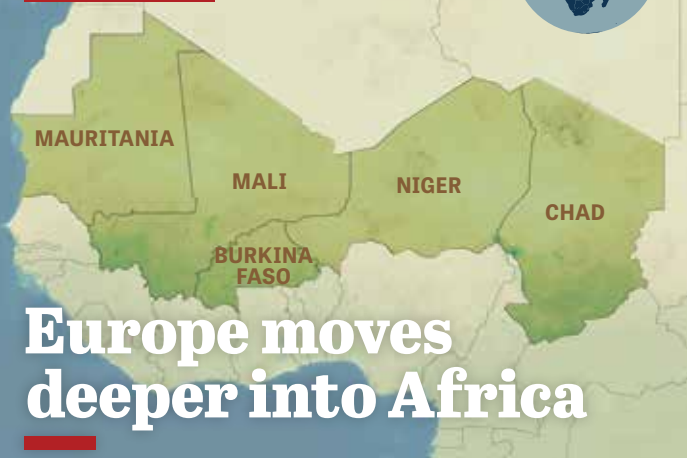 MAURITANIA
MALI
NIGER
CHAD
BURKINA
FASO
Europe moves
deeper into Africa